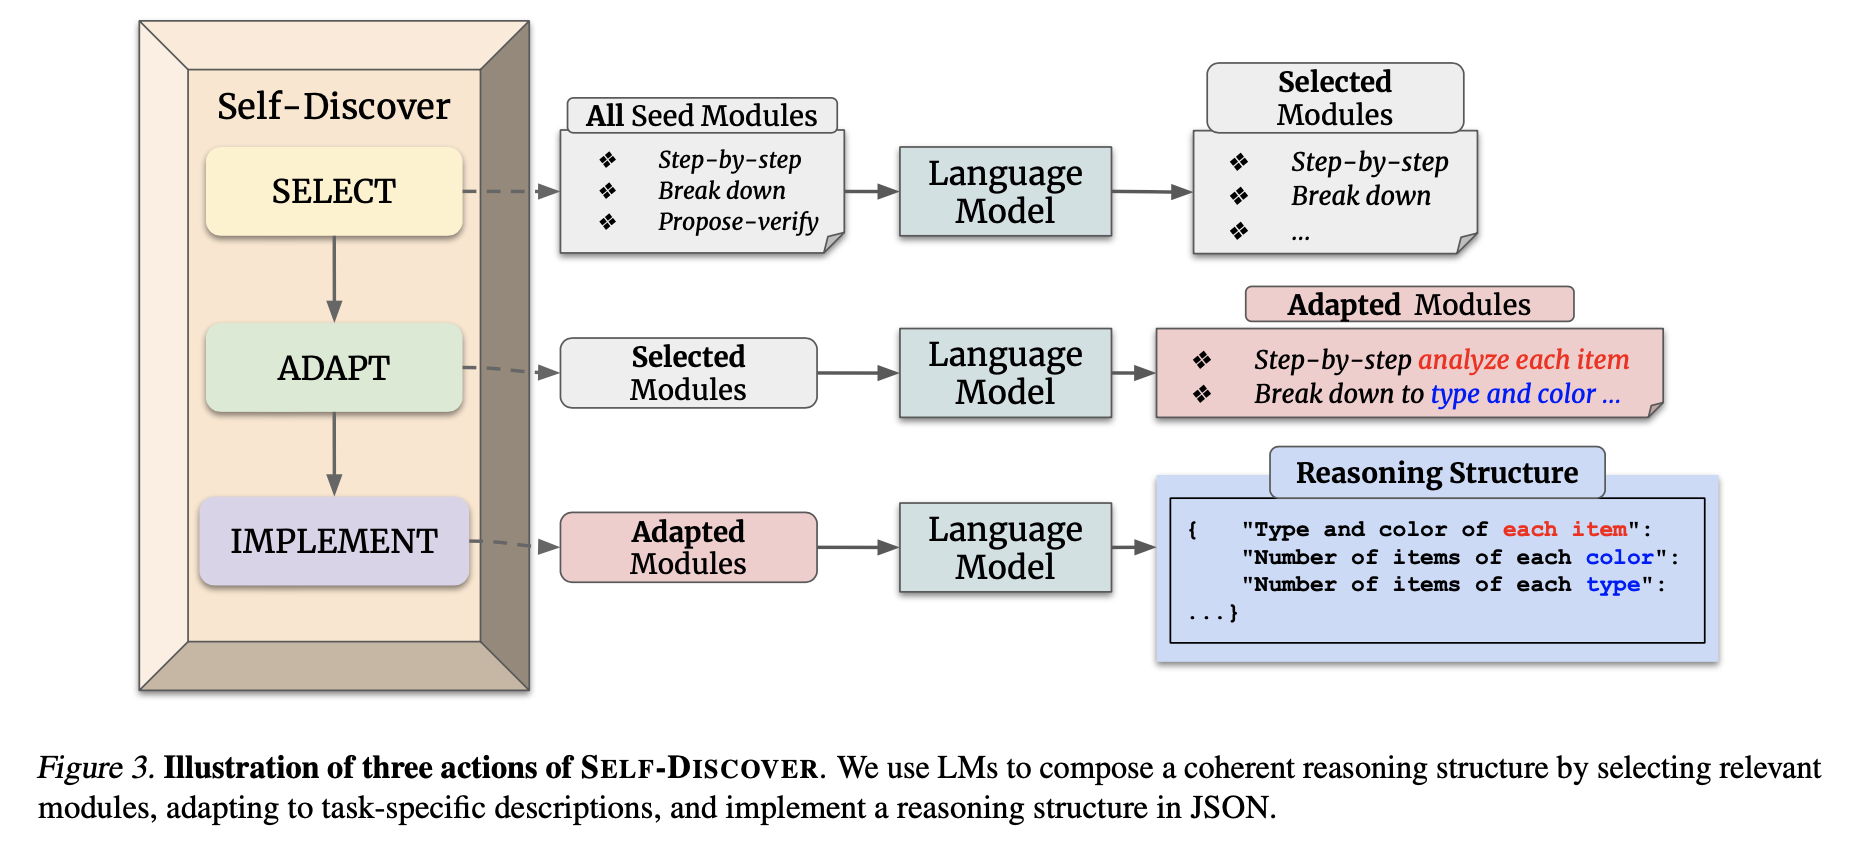 Self-Discover
SELECT
All Seed Modules
❖ Step-by-step
❖ Break down
❖ Propose-verify
Language
Model
Selected
Modules
❖ Step-by-step
❖ Break down
❖ ...
ADAPT
Selected
Modules
Language
Model
Adapted Modules
❖ Step-by-step analyze each item
❖ Break down to type and color ...
IMPLEMENT
Adapted
Modules
Language
Model
Reasoning Structure
{ "Type and color of each item":
"Number of items of each color":
"Number of items of each type":
...}
Figure 3. Illustration of three actions of SELF-DISCOVER. We use LMs to compose a coherent reasoning structure by selecting relevant
modules, adapting to task-specific descriptions, and implement a reasoning structure in JSON.